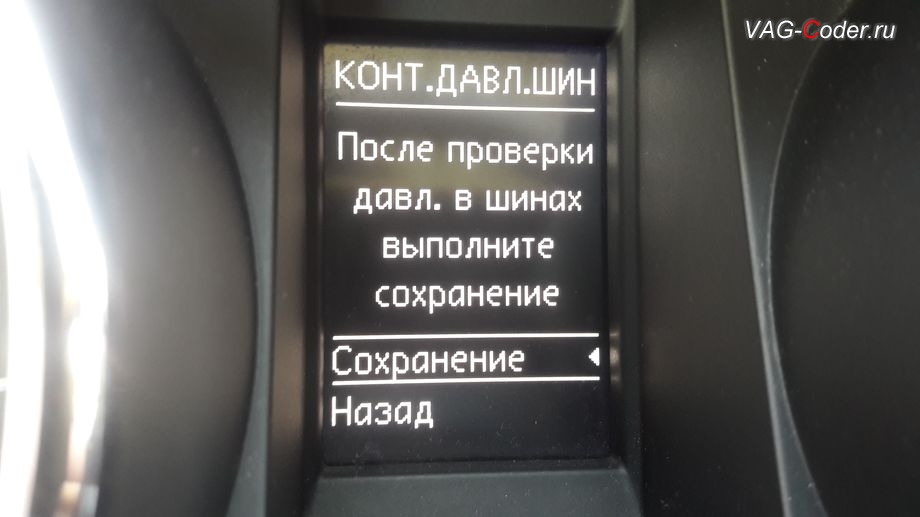 VAG-Coder.ru
КОНТ.ДАВЛ.ШИН
После проверки
давл. в шинах
выполните
сохранение
Сохранение
Назад